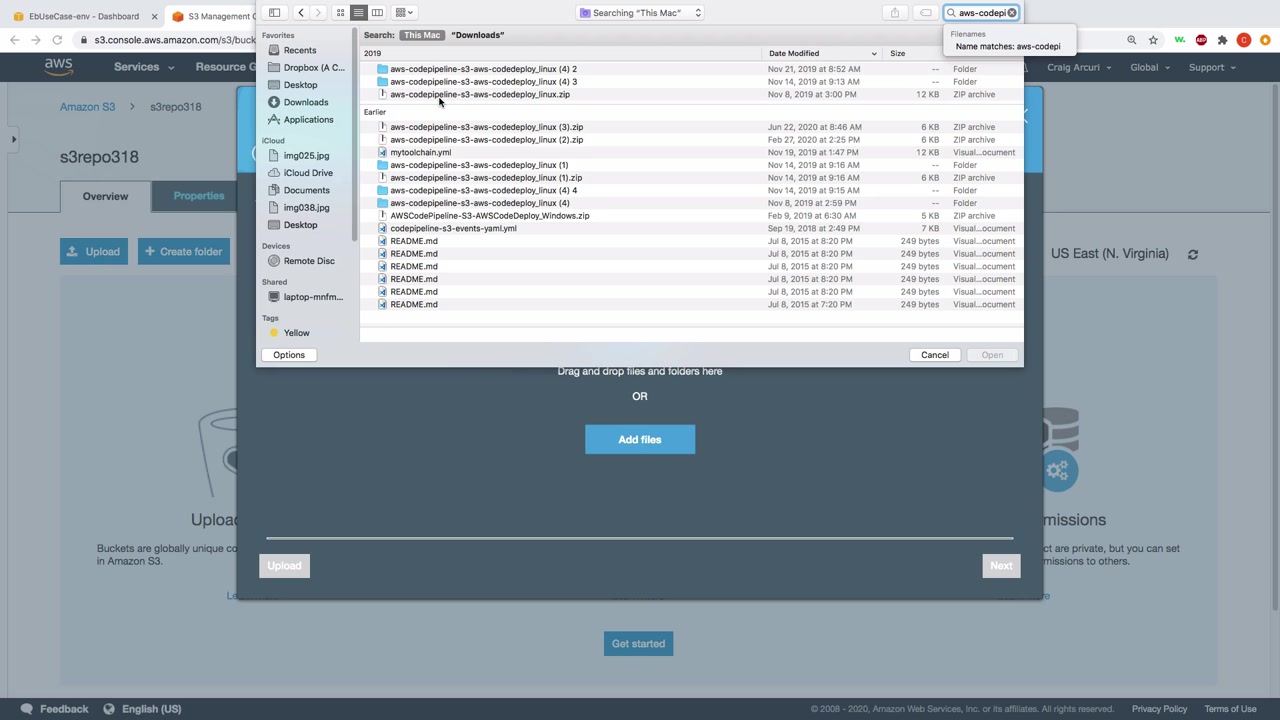 EbUseCase-env / Dashboard
S3 Management C
Searching “This Mac”
aws-codepi
s3.console.aws.amazon.com/s3/buck
Favorites
Search: This Mac “Downloads”
Filenames
Name matches: aws-codepi
aws Services Resource G
Craig Arcuri Global Support
2019 Date Modified Size
Recents
Dropbox (A C...
Desktop
Downloads
Applications
iCloud
img025.jpg
iCloud Drive
Documents
img038.jpg
Desktop
Devices
Remote Disc
Shared
laptop-mnfm...
Tags
Yellow
aws-codepipeline-s3-aws-codedeploy_linux (4) 2 Nov 21, 2019 at 8:52 AM -- Folder
aws-codepipeline-s3-aws-codedeploy_linux (4) 3 Nov 14, 2019 at 9:13 AM -- Folder
aws-codepipeline-s3-aws-codedeploy_linux.zip Nov 8, 2019 at 3:00 PM 12 KB ZIP archive
Earlier
aws-codepipeline-s3-aws-codedeploy_linux (3).zip Jun 22, 2020 at 8:46 AM 6 KB ZIP archive
aws-codepipeline-s3-aws-codedeploy_linux (2).zip Feb 27, 2020 at 2:25 PM 6 KB ZIP archive
mytoolchain.yml Nov 19, 2019 at 1:47 PM 12 KB Visual...ocument
aws-codepipeline-s3-aws-codedeploy_linux (1) Nov 14, 2019 at 9:16 AM -- Folder
aws-codepipeline-s3-aws-codedeploy_linux (1).zip Nov 14, 2019 at 9:16 AM 6 KB ZIP archive
aws-codepipeline-s3-aws-codedeploy_linux (4) 4 Nov 14, 2019 at 9:15 AM -- Folder
aws-codepipeline-s3-aws-codedeploy_linux (4) Nov 8, 2019 at 2:59 PM -- Folder
AWSCodePipeline-S3-AWSCodeDeploy_Windows.zip Feb 9, 2019 at 6:30 AM 5 KB ZIP archive
codepipeline-s3-events-yaml.yml Sep 19, 2018 at 2:49 PM 7 KB Visual...ocument
README.md Jul 8, 2015 at 8:20 PM 249 bytes Visual...ocument
README.md Jul 8, 2015 at 8:20 PM 249 bytes Visual...ocument
README.md Jul 8, 2015 at 8:20 PM 249 bytes Visual...ocument
README.md Jul 8, 2015 at 8:20 PM 249 bytes Visual...ocument
README.md Jul 8, 2015 at 8:20 PM 249 bytes Visual...ocument
README.md Jul 8, 2015 at 7:20 PM 249 bytes Visual...ocument
Options Cancel Open
Amazon S3 s3repo318
s3repo318
Overview Properties
Upload Create folder
US East (N. Virginia)
Drag and drop files and folders here
OR
Add files
Upload
missions
Buckets are globally unique co
in Amazon S3.
ct are private, but you can set
missions to others.
Upload Next
Get started
Feedback English (US)
© 2008 - 2020, Amazon Web Services, Inc. or its affiliates. All rights reserved. Privacy Policy Terms of Use